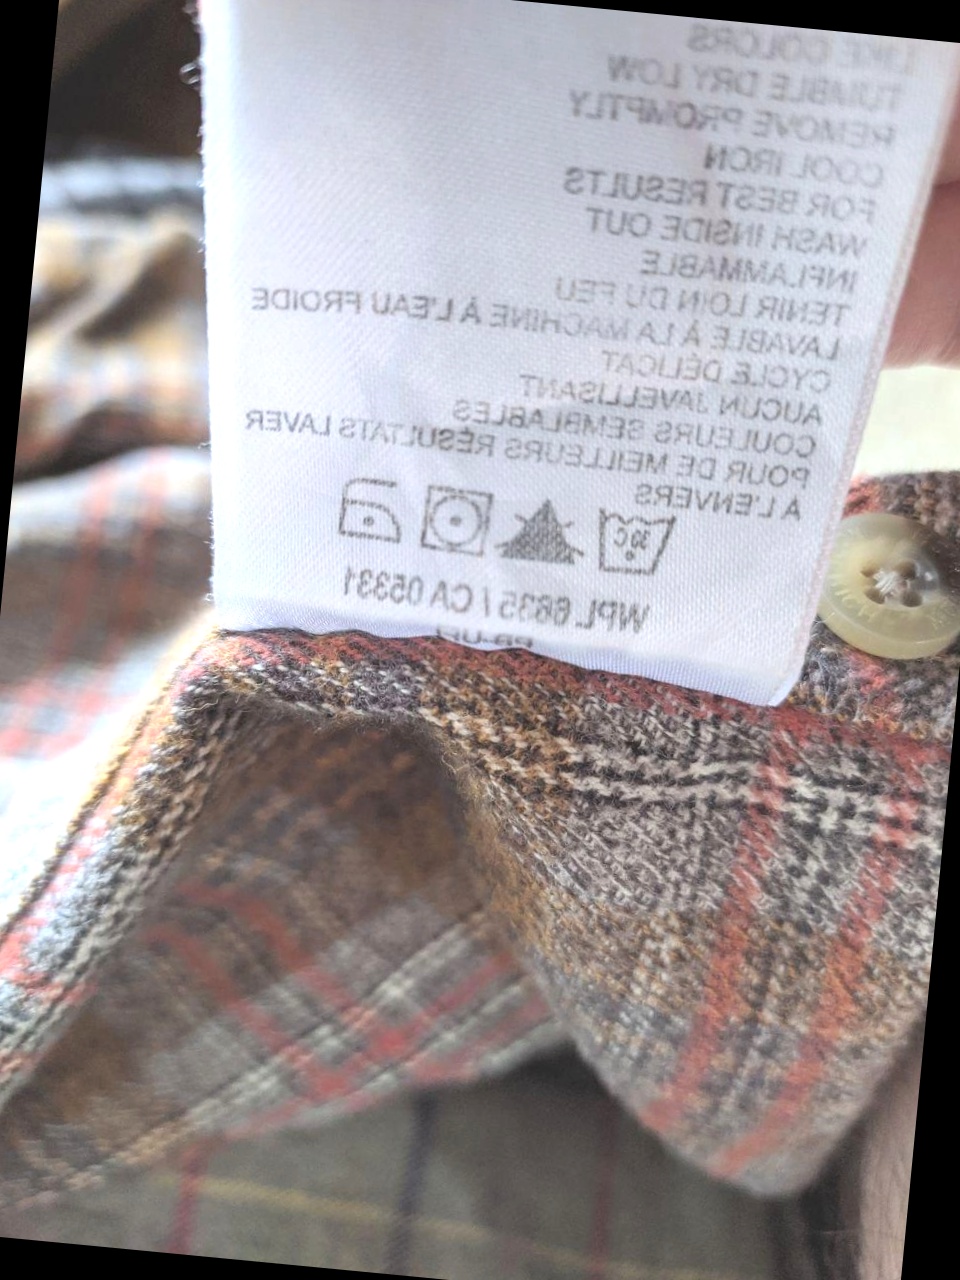 LIKE COLORS
TUMBLE DRY LOW
REMOVE PROMPTLY
COOL IRON
FOR BEST RESULTS
WASH INSIDE OUT
INFLAMMABLE
TENIR LOIN DU FEU
LAVABLE À LA MACHINE À L'EAU FROIDE
CYCLE DÉLICAT
AUCUN JAVELLISANT
COULEURS SEMBLABLES
POUR DE MEILLEURS RÉSULTATS LAVER
A L'ENVERS
30C
WPL 6635 / CA 05331